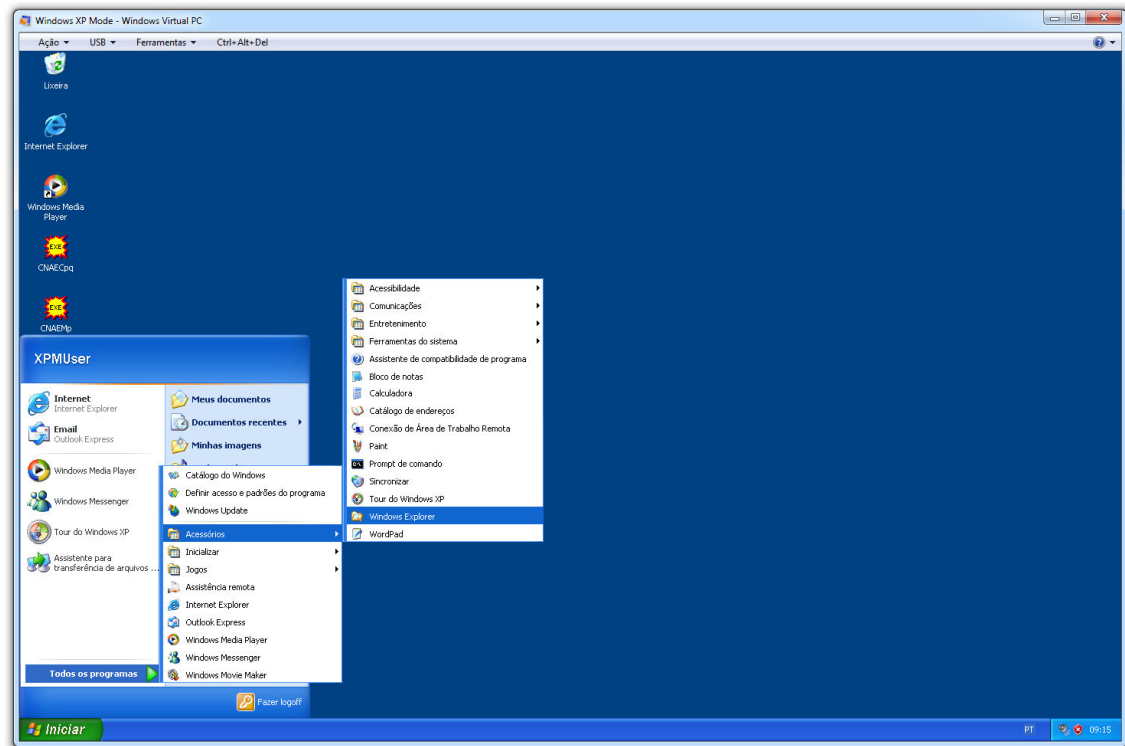 Windows XP Mode - Windows Virtual PC
Ação USB Ferramentas Ctrl+Alt+Del
Lixeira
Internet Explorer
Windows Media
Player
CNAECpq
CNAEMp
XPMUser
Internet
Internet Explorer
Email
Outlook Express
Windows Media Player
Windows Messenger
Tour do Windows XP
Assistente para
transferência de arquivos ...
Todos os programas
Meus documentos
Documentos recentes
Minhas imagens
Catálogo do Windows
Definir acesso e padrões do programa
Windows Update
Acessórios
Inicializar
Jogos
Assistência remota
Internet Explorer
Outlook Express
Windows Media Player
Windows Messenger
Windows Movie Maker
Acessibilidade
Comunicações
Entretenimento
Ferramentas do sistema
Assistente de compatibilidade de programa
Bloco de notas
Calculadora
Catálogo de endereços
Conexão de Área de Trabalho Remota
Paint
Prompt de comando
Sincronizar
Tour do Windows XP
Windows Explorer
WordPad
Fazer logoff
Iniciar
PT 09:15